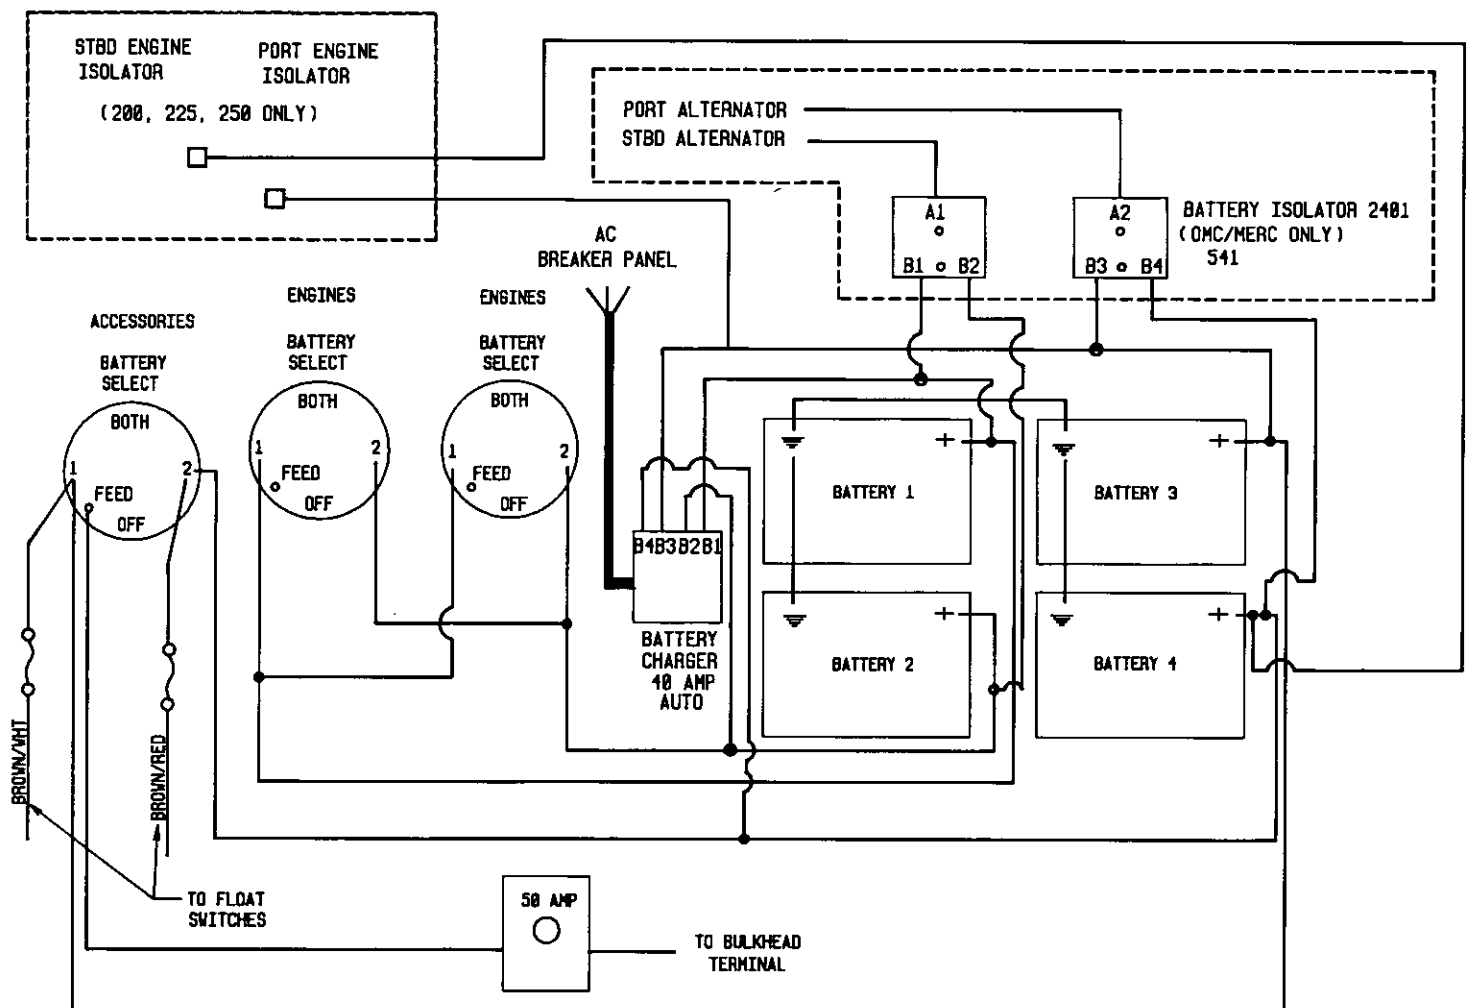 STBD ENGINE
ISOLATOR
PORT ENGINE
ISOLATOR
(200, 225, 250 ONLY)
PORT ALTERNATOR
STBD ALTERNATOR
A1
B1 B2
A2
B3 B4
BATTERY ISOLATOR 2401
(OMC/MERC ONLY)
541
AC
BREAKER PANEL
ACCESSORIES
BATTERY
SELECT
BOTH
1 2
FEED
OFF
ENGINES
BATTERY
SELECT
BOTH
1 2
FEED
OFF
ENGINES
BATTERY
SELECT
BOTH
1 2
FEED
OFF
B4 B3 B2 B1
BATTERY
CHARGER
40 AMP
AUTO
+
BATTERY 1
+
BATTERY 3
+
BATTERY 2
+
BATTERY 4
BROWN/WHT
BROWN/RED
TO FLOAT
SWITCHES
50 AMP
TO BULKHEAD
TERMINAL